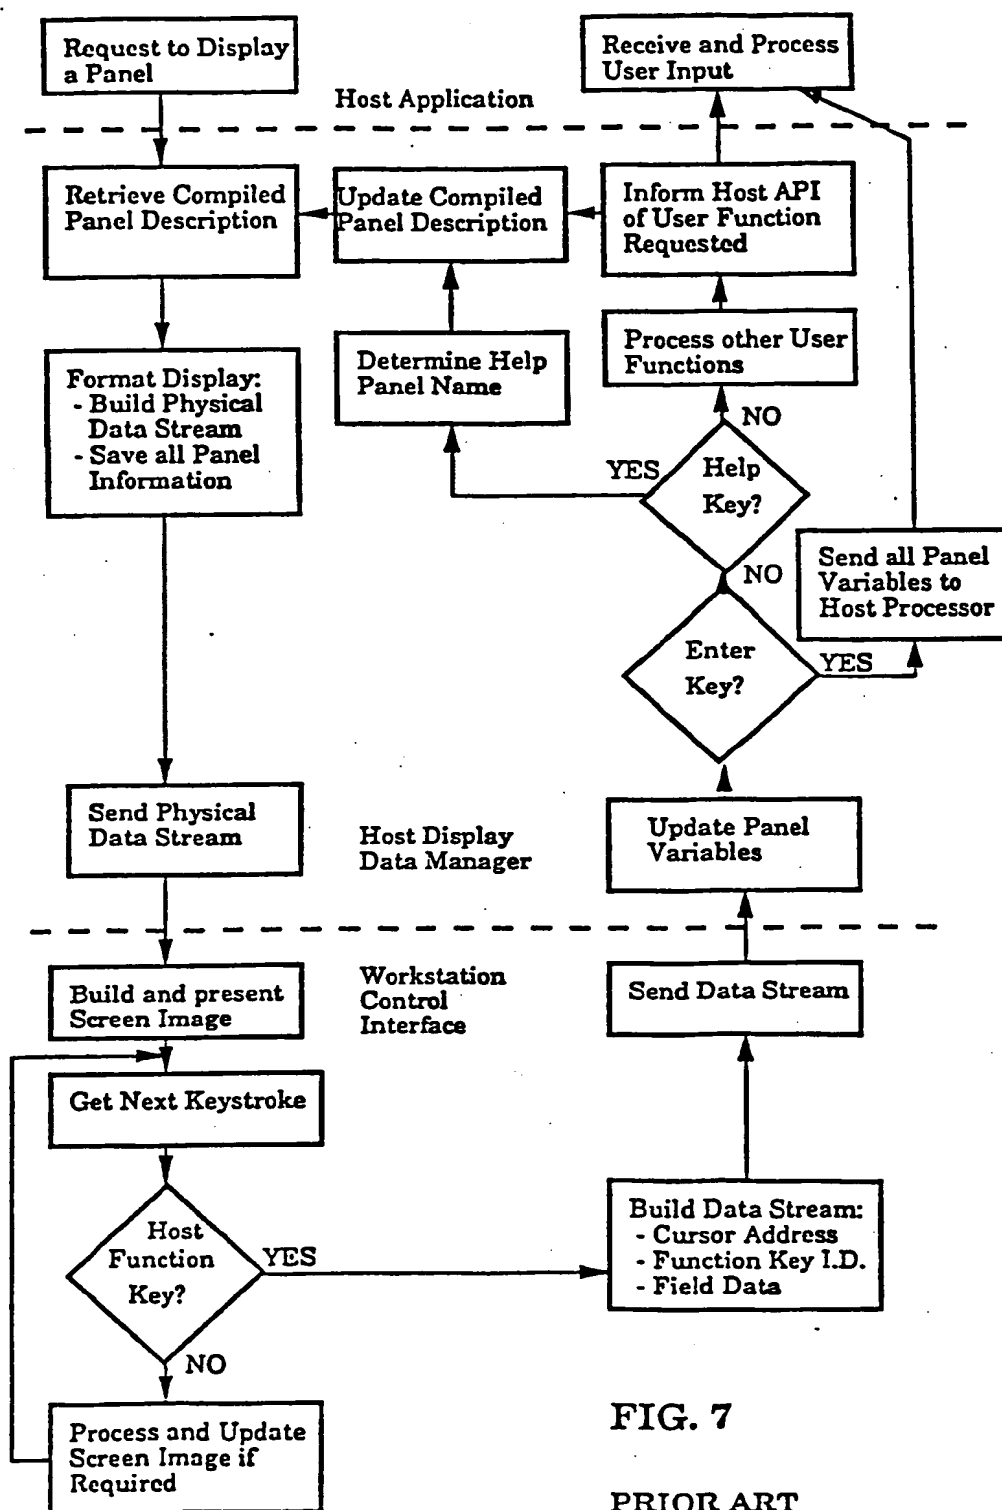 Request to Display
a Panel
Receive and Process
User Input
Host Application
Retrieve Compiled
Panel Description
Update Compiled
Panel Description
Inform Host API
of User Function
Requested
Format Display:
- Build Physical
Data Stream
- Save all Panel
Information
Determine Help
Panel Name
Process other User
Functions
NO
YES
Help
Key?
NO
Send all Panel
Variables to
Host Processor
Enter
Key?
YES
Send Physical
Data Stream
Host Display
Data Manager
Update Panel
Variables
Build and present
Screen Image
Workstation
Control
Interface
Send Data Stream
Get Next Keystroke
Host
Function
Key?
YES
Build Data Stream:
- Cursor Address
- Function Key I.D.
- Field Data
NO
Process and Update
Screen Image if
Required
FIG. 7
PRIOR ART